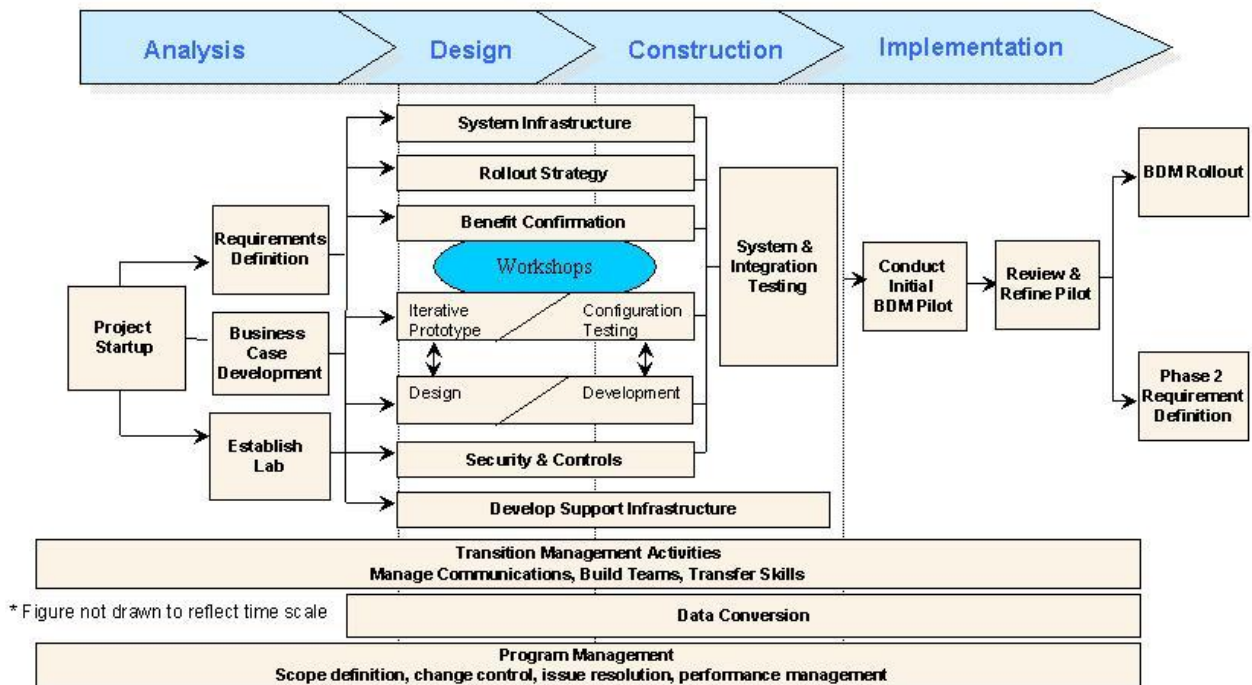 Analysis
Design
Construction
Implementation
System Infrastructure
Rollout Strategy
Benefit Confirmation
Workshops
Iterative
Prototype
Configuration
Testing
Design
Development
Security & Controls
Develop Support Infrastructure
Project
Startup
Requirements
Definition
Business
Case
Development
Establish
Lab
System &
Integration
Testing
Conduct
Initial
BDM Pilot
Review &
Refine Pilot
BDM Rollout
Phase 2
Requirement
Definition
Transition Management Activities
Manage Communications, Build Teams, Transfer Skills
* Figure not drawn to reflect time scale
Data Conversion
Program Management
Scope definition, change control, issue resolution, performance management